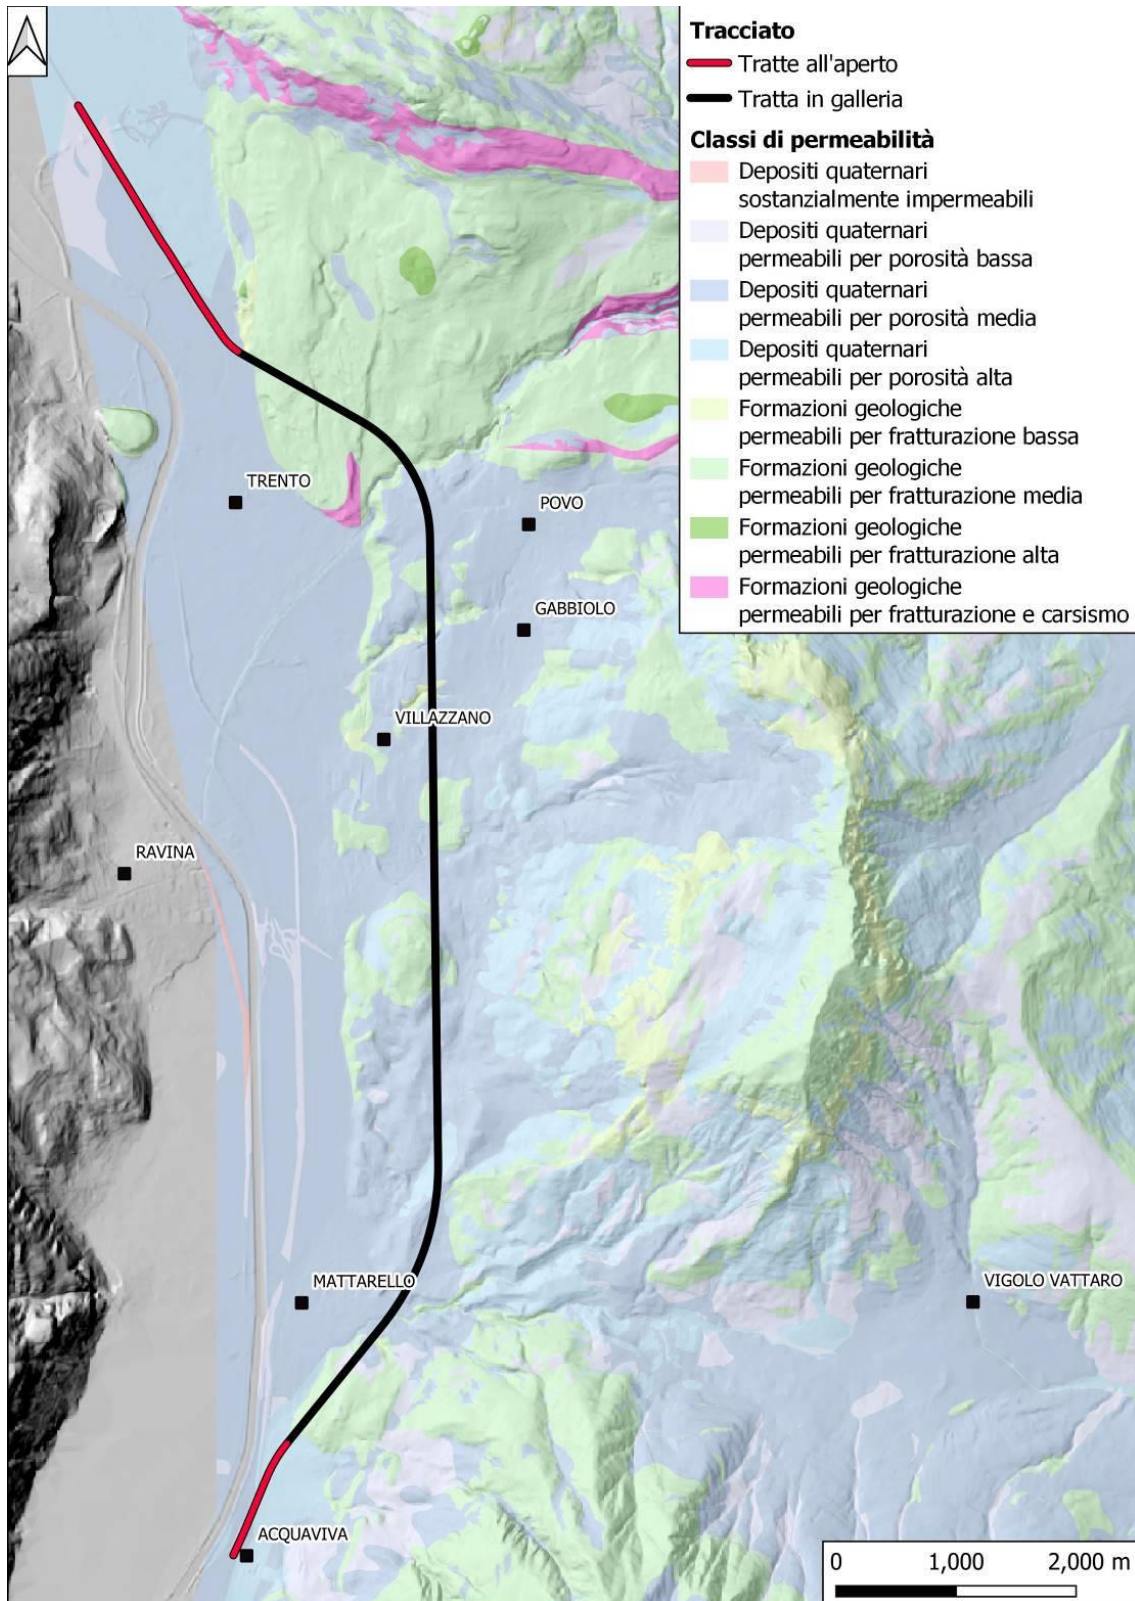 Tracciato
Tratte all'aperto
Tratta in galleria
Classi di permeabilità
Depositi quaternari
sostanzialmente impermeabili
Depositi quaternari
permeabili per porosità bassa
Depositi quaternari
permeabili per porosità media
Depositi quaternari
permeabili per porosità alta
Formazioni geologiche
permeabili per fratturazione bassa
Formazioni geologiche
permeabili per fratturazione media
Formazioni geologiche
permeabili per fratturazione alta
Formazioni geologiche
permeabili per fratturazione e carsismo
TRENTO
POVO
GABBIOLO
VILLAZZANO
RAVINA
MATTARELLO
VIGOLO VATTARO
ACQUAVIVA
0 1,000 2,000 m